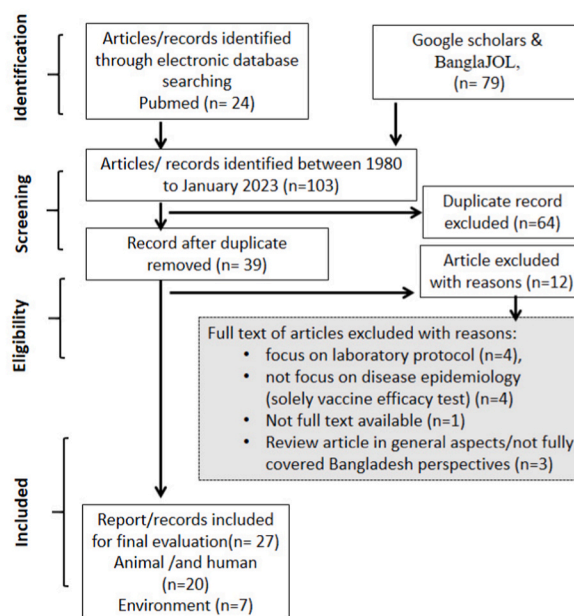 Identification
Articles/records identified
through electronic database
searching
Pubmed (n= 24)
Google scholars &
BanglaJOL,
(n= 79)
Screening
Articles/ records identified between 1980
to January 2023 (n=103)
Duplicate record
excluded (n=64)
Record after duplicate
removed (n= 39)
Article excluded
with reasons (n=12)
Eligibility
Full text of articles excluded with reasons:
• focus on laboratory protocol (n=4),
• not focus on disease epidemiology
(solely vaccine efficacy test) (n=4)
• Not full text available (n=1)
• Review article in general aspects/not fully
covered Bangladesh perspectives (n=3)
Included
Report/records included
for final evaluation(n= 27)
Animal /and human
(n=20)
Environment (n=7)